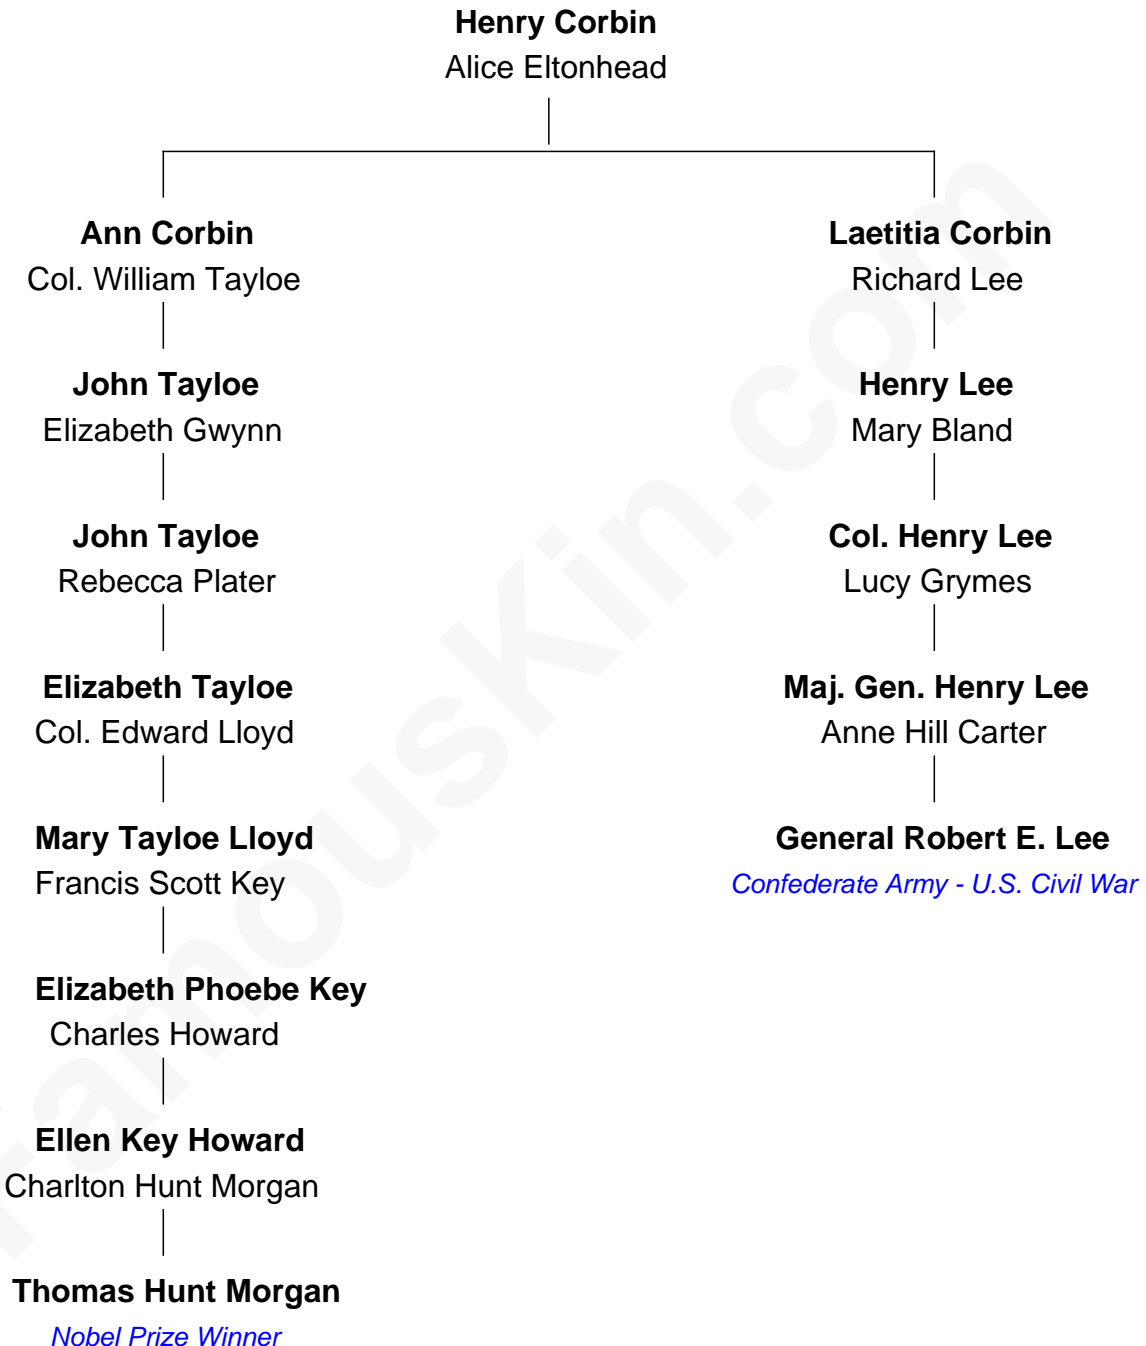 Henry Corbin
Alice Eltonhead
Ann Corbin
Col. William Tayloe
Laetitia Corbin
Richard Lee
John Tayloe
Elizabeth Gwynn
Henry Lee
Mary Bland
John Tayloe
Rebecca Plater
Col. Henry Lee
Lucy Grymes
Elizabeth Tayloe
Col. Edward Lloyd
Maj. Gen. Henry Lee
Anne Hill Carter
Mary Tayloe Lloyd
Francis Scott Key
General Robert E. Lee
Confederate Army - U.S. Civil War
Elizabeth Phoebe Key
Charles Howard
Ellen Key Howard
Charlton Hunt Morgan
Thomas Hunt Morgan
Nobel Prize Winner
FamousKin.com